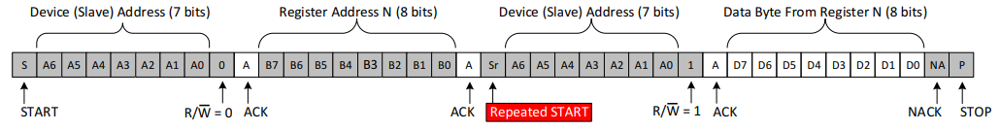 Device (Slave) Address (7 bits) Register Address N (8 bits) Device (Slave) Address (7 bits) Data Byte From Register N (8 bits)
S A6 A5 A4 A3 A2 A1 A0 0 A B7 B6 B5 B4 B3 B2 B1 B0 A Sr A6 A5 A4 A3 A2 A1 A0 1 A D7 D6 D5 D4 D3 D2 D1 D0 NA P
START R/W̅ = 0 ACK ACK Repeated START R/W̅ = 1 ACK NACK STOP